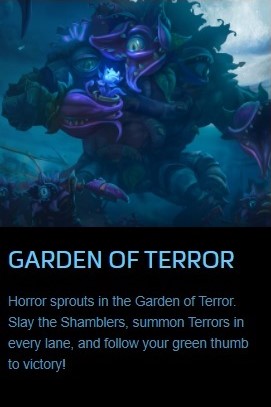 GARDEN OF TERROR
Horror sprouts in the Garden of Terror.
Slay the Shamblers, summon Terrors in
every lane, and follow your green thumb
to victory!